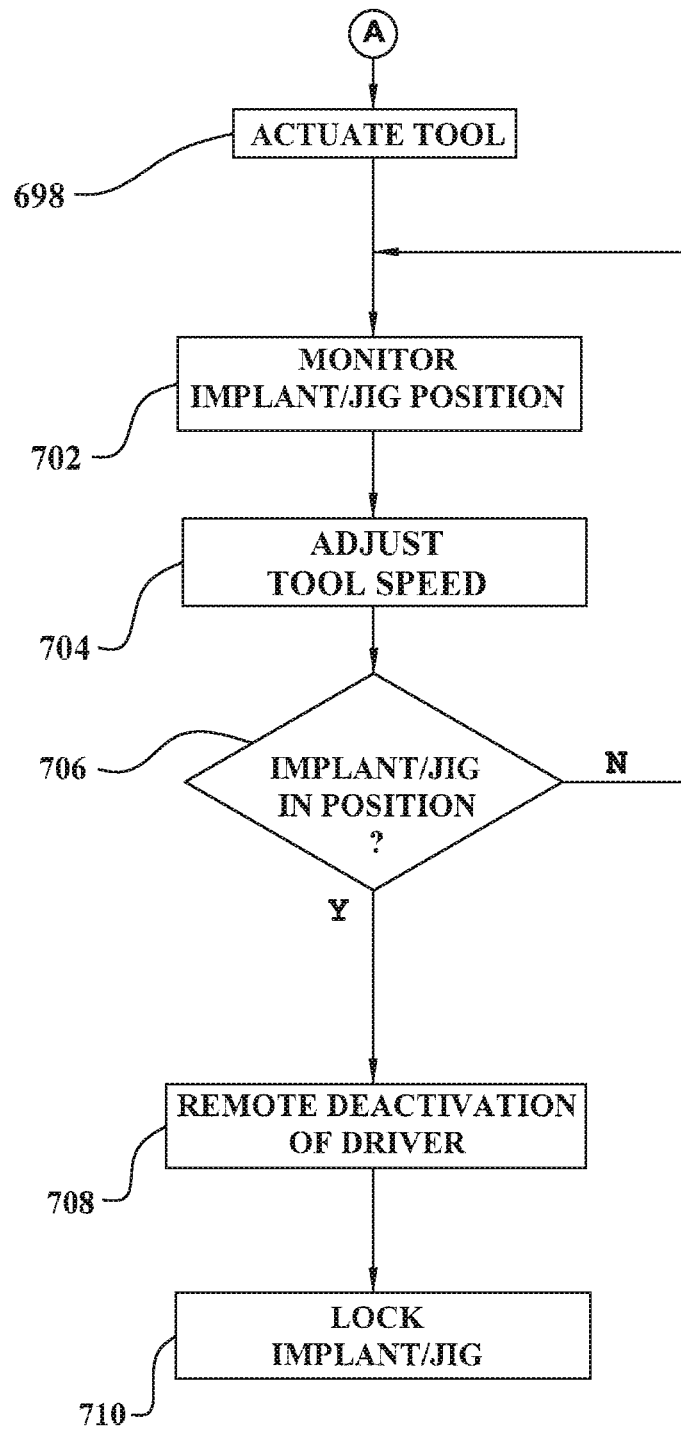 A
ACTUATE TOOL
698
MONITOR
IMPLANT/JIG POSITION
702
ADJUST
TOOL SPEED
704
706
IMPLANT/JIG
IN POSITION
?
N
Y
REMOTE DEACTIVATION
OF DRIVER
708
LOCK
IMPLANT/JIG
710